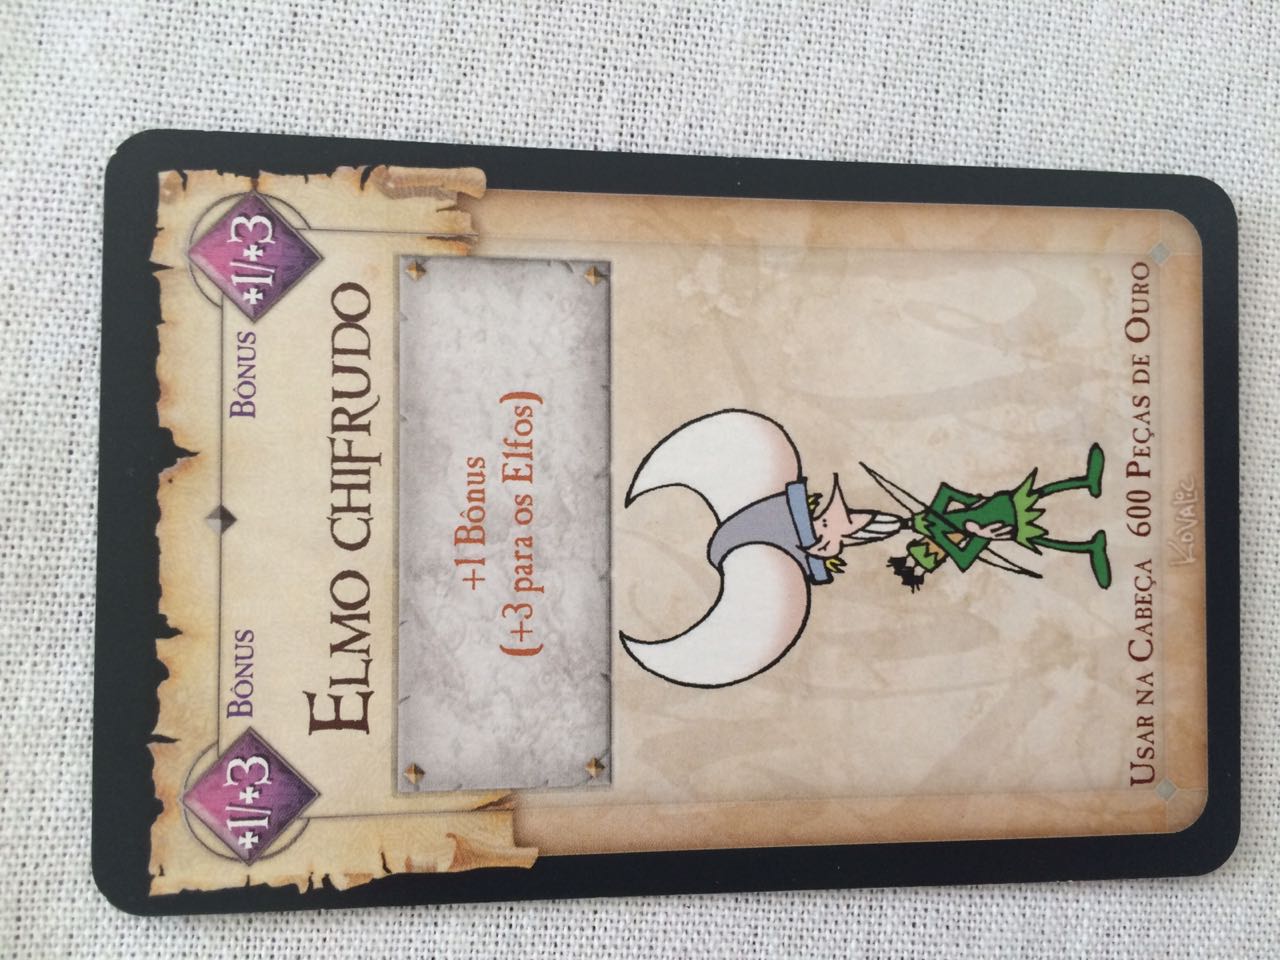 +1/+3 BÔNUS BÔNUS +1/+3
ELMO CHIFRUDO
+1 Bônus
(+3 para os Elfos)
USAR NA CABEÇA 600 PEÇAS DE OURO
KOVALIC